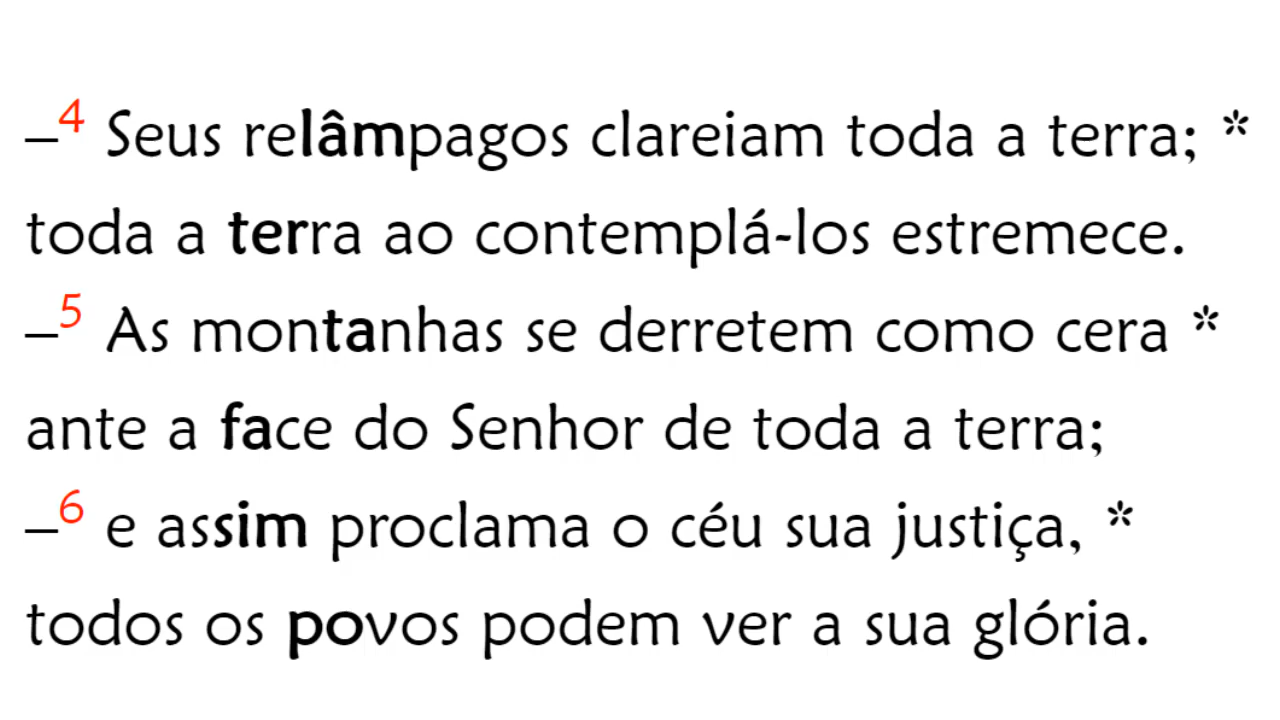 –4 Seus relâmpagos clareiam toda a terra; *
toda a terra ao contemplá-los estremece.
–5 As montanhas se derretem como cera *
ante a face do Senhor de toda a terra;
–6 e assim proclama o céu sua justiça, *
todos os povos podem ver a sua glória.